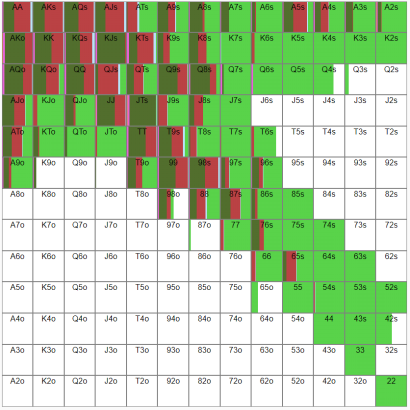 AA AKs AQs AJs ATs A9s A8s A7s A6s A5s A4s A3s A2s
AKo KK KQs KJs KTs K9s K8s K7s K6s K5s K4s K3s K2s
AQo KQo QQ QJs QTs Q9s Q8s Q7s Q6s Q5s Q4s Q3s Q2s
AJo KJo QJo JJ JTs J9s J8s J7s J6s J5s J4s J3s J2s
ATo KTo QTo JTo TT T9s T8s T7s T6s T5s T4s T3s T2s
A9o K9o Q9o J9o T9o 99 98s 97s 96s 95s 94s 93s 92s
A8o K8o Q8o J8o T8o 98o 88 87s 86s 85s 84s 83s 82s
A7o K7o Q7o J7o T7o 97o 87o 77 76s 75s 74s 73s 72s
A6o K6o Q6o J6o T6o 96o 86o 76o 66 65s 64s 63s 62s
A5o K5o Q5o J5o T5o 95o 85o 75o 65o 55 54s 53s 52s
A4o K4o Q4o J4o T4o 94o 84o 74o 64o 54o 44 43s 42s
A3o K3o Q3o J3o T3o 93o 83o 73o 63o 53o 43o 33 32s
A2o K2o Q2o J2o T2o 92o 82o 72o 62o 52o 42o 32o 22